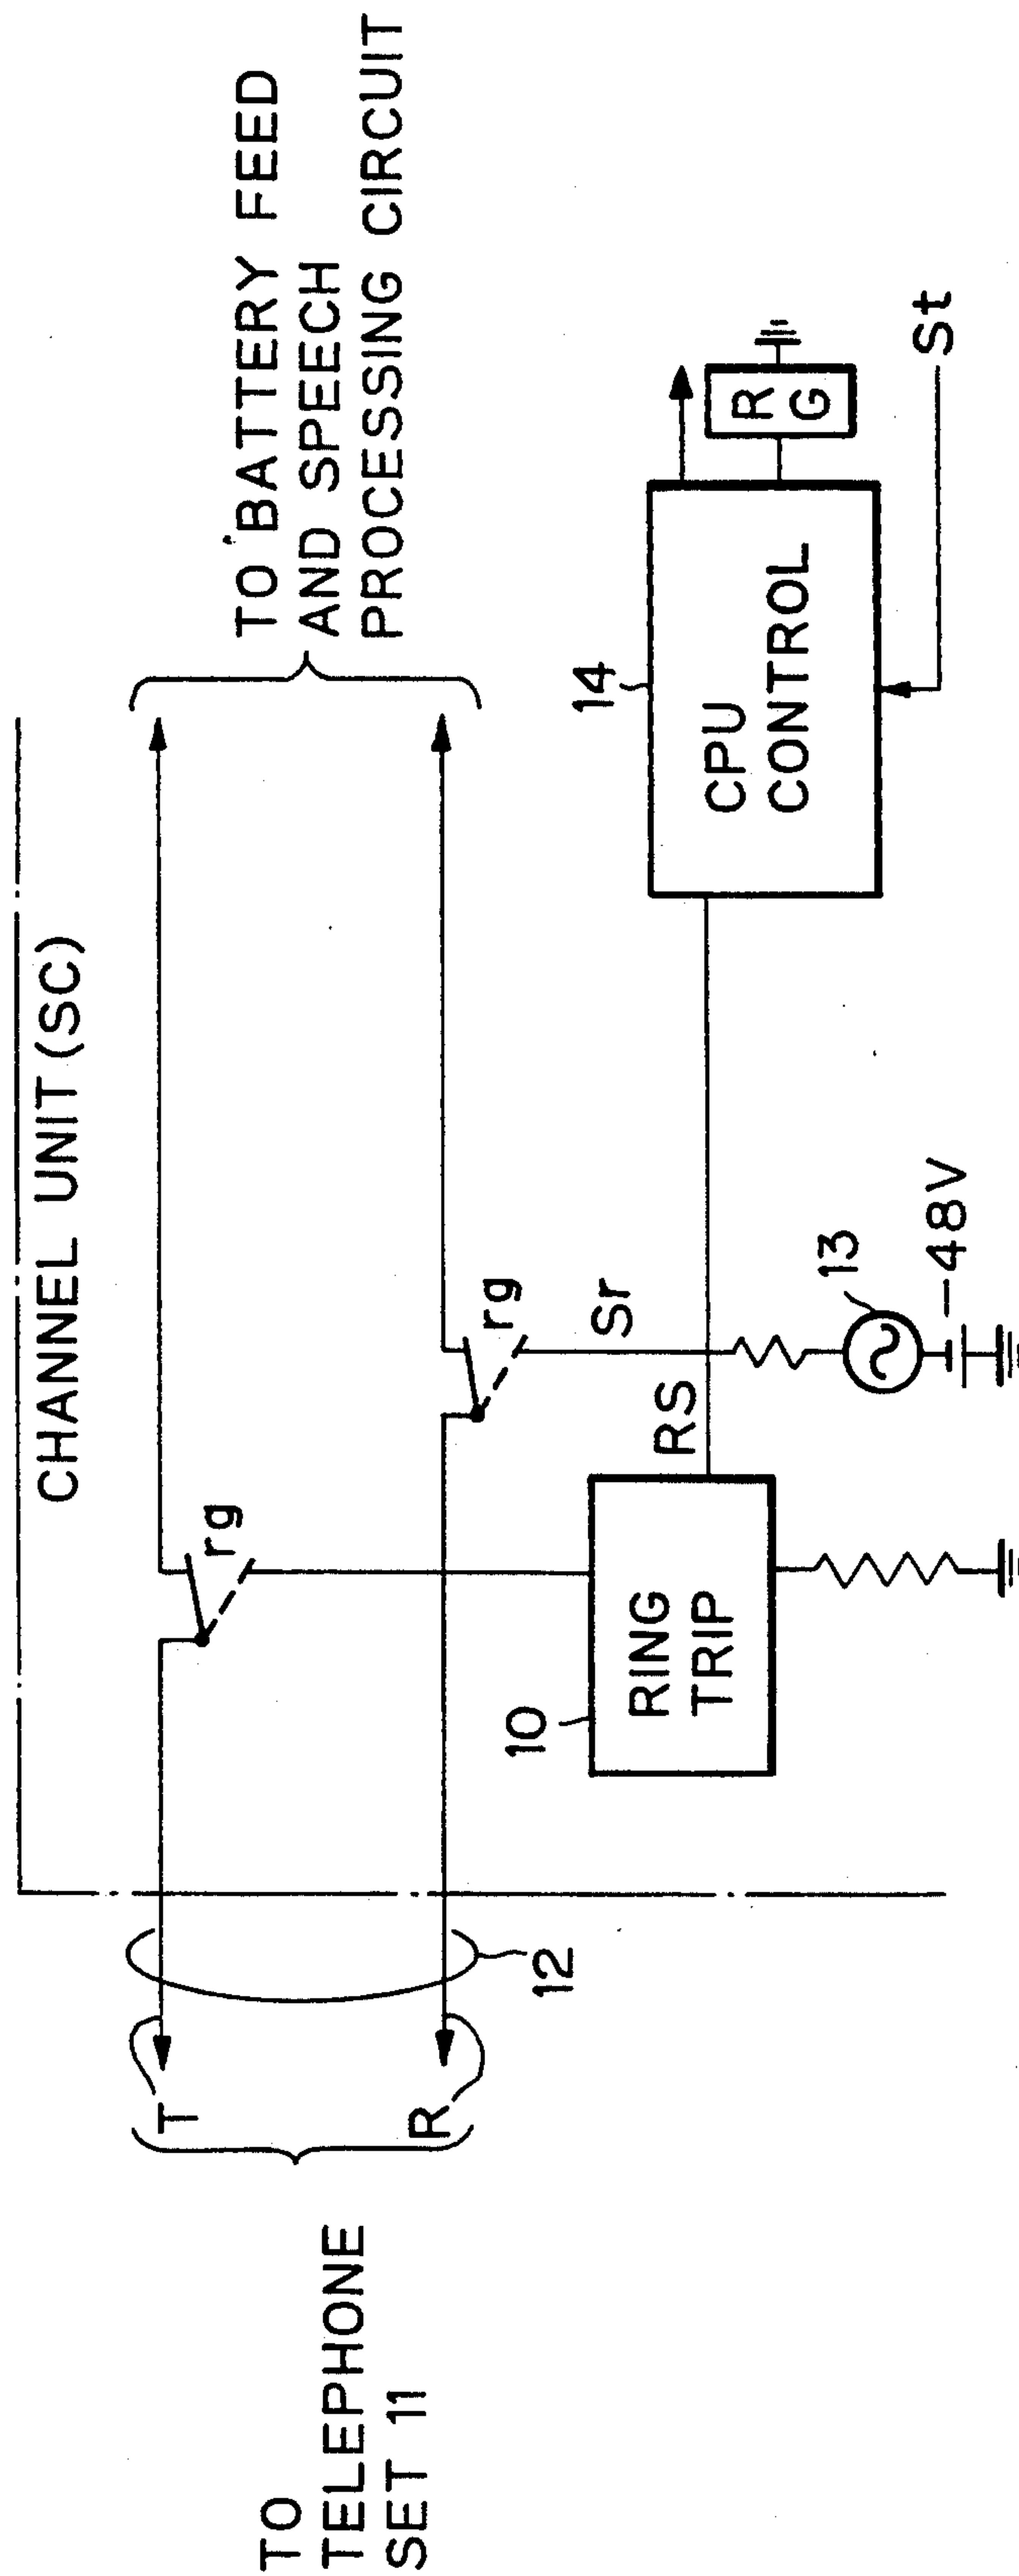 CHANNEL UNIT (SC)
TO BATTERY FEED
AND SPEECH
PROCESSING CIRCUIT
TO
TELEPHONE
SET 11
T
R
12
rg
rg
Sr
10
RING
TRIP
RS
13
-48V
14
CPU
CONTROL
R
G
St